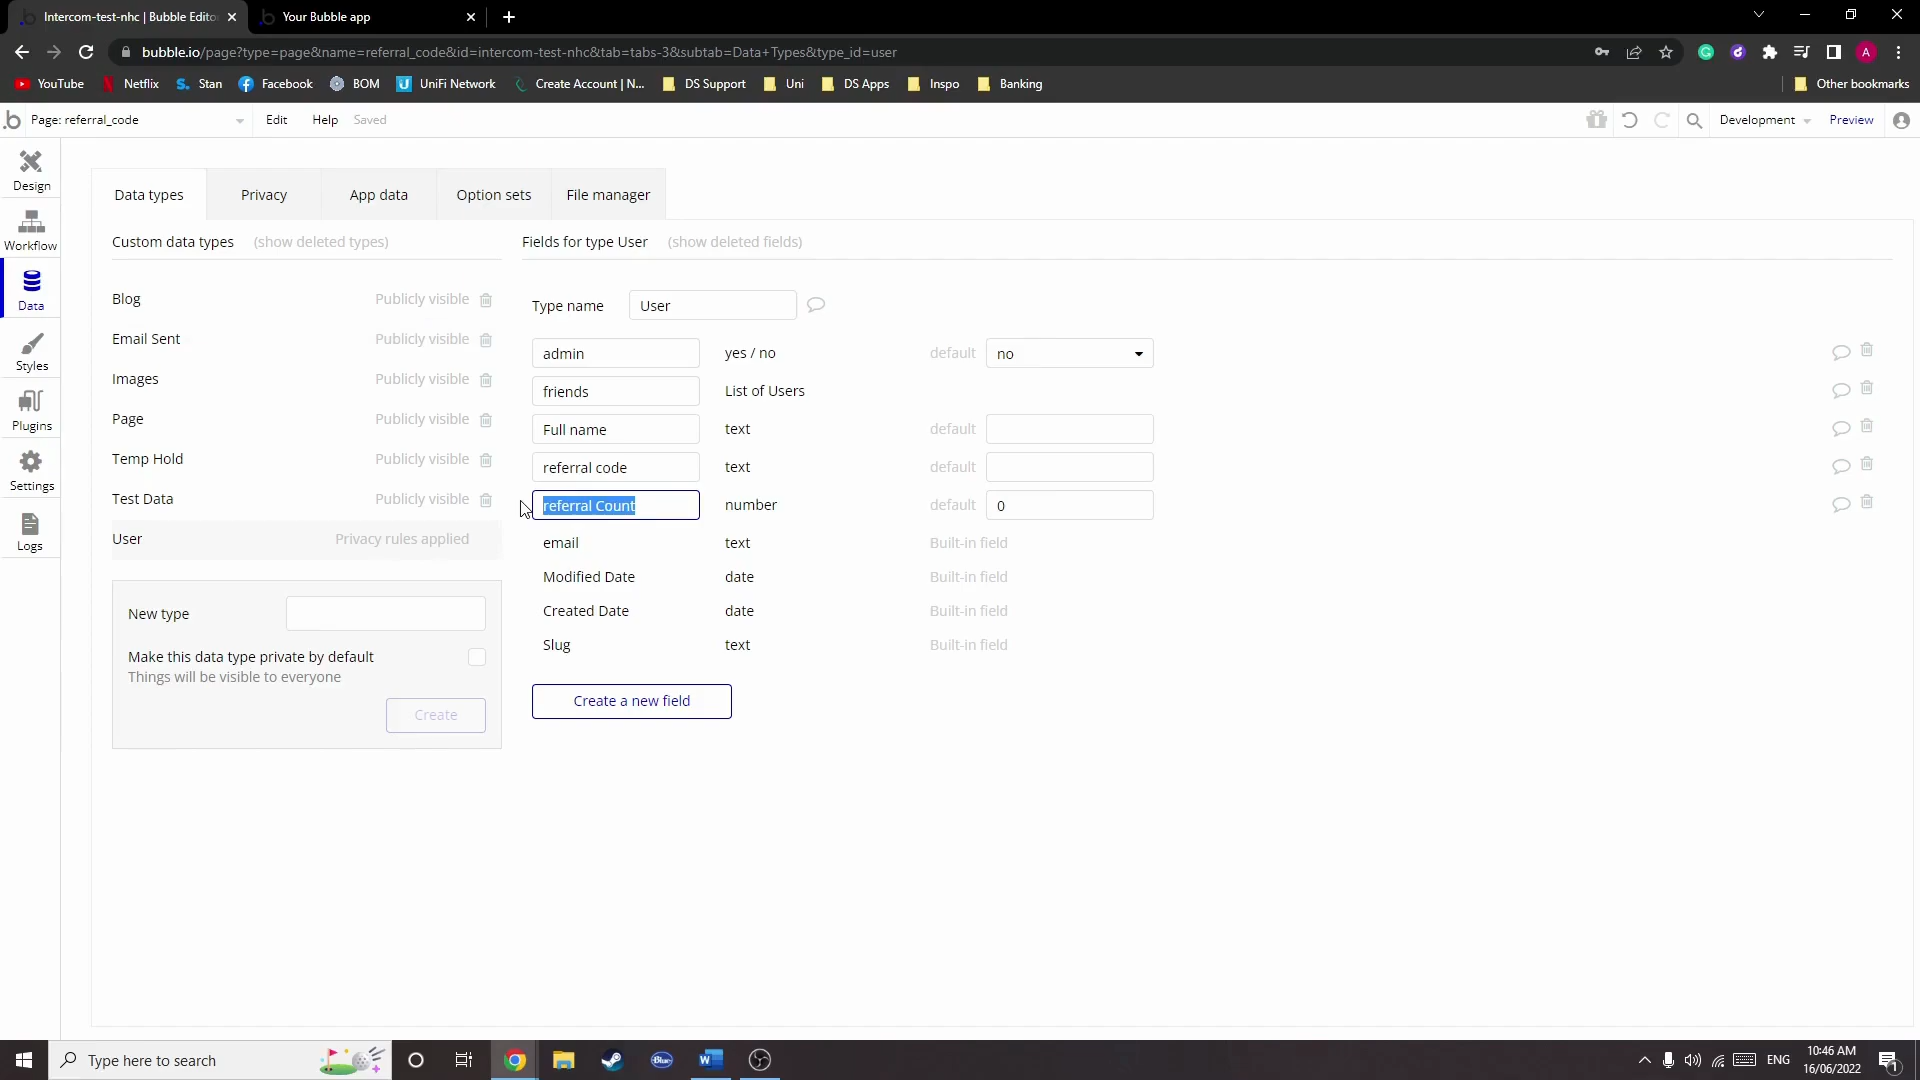 Intercom-test-nhc | Bubble Edito
Your Bubble app
bubble.io/page?type=page&name=referral_code&id=intercom-test-nhc&tab=tabs-3&subtab=Data+Types&type_id=user
YouTube Netflix Stan Facebook BOM UniFi Network Create Account | N... DS Support Uni DS Apps Inspo Banking Other bookmarks
Page: referral_code Edit Help Saved Development Preview
Design
Workflow
Data
Styles
Plugins
Settings
Logs
Data types Privacy App data Option sets File manager
Custom data types (show deleted types)
Blog Publicly visible
Email Sent Publicly visible
Images Publicly visible
Page Publicly visible
Temp Hold Publicly visible
Test Data Publicly visible
User Privacy rules applied
New type
Make this data type private by default
Things will be visible to everyone
Create
Fields for type User (show deleted fields)
Type name User
admin yes / no default no
friends List of Users
Full name text default
referral code text default
referral Count number default 0
email text Built-in field
Modified Date date Built-in field
Created Date date Built-in field
Slug text Built-in field
Create a new field
Type here to search
Blue
ENG
10:46 AM
16/06/2022
1